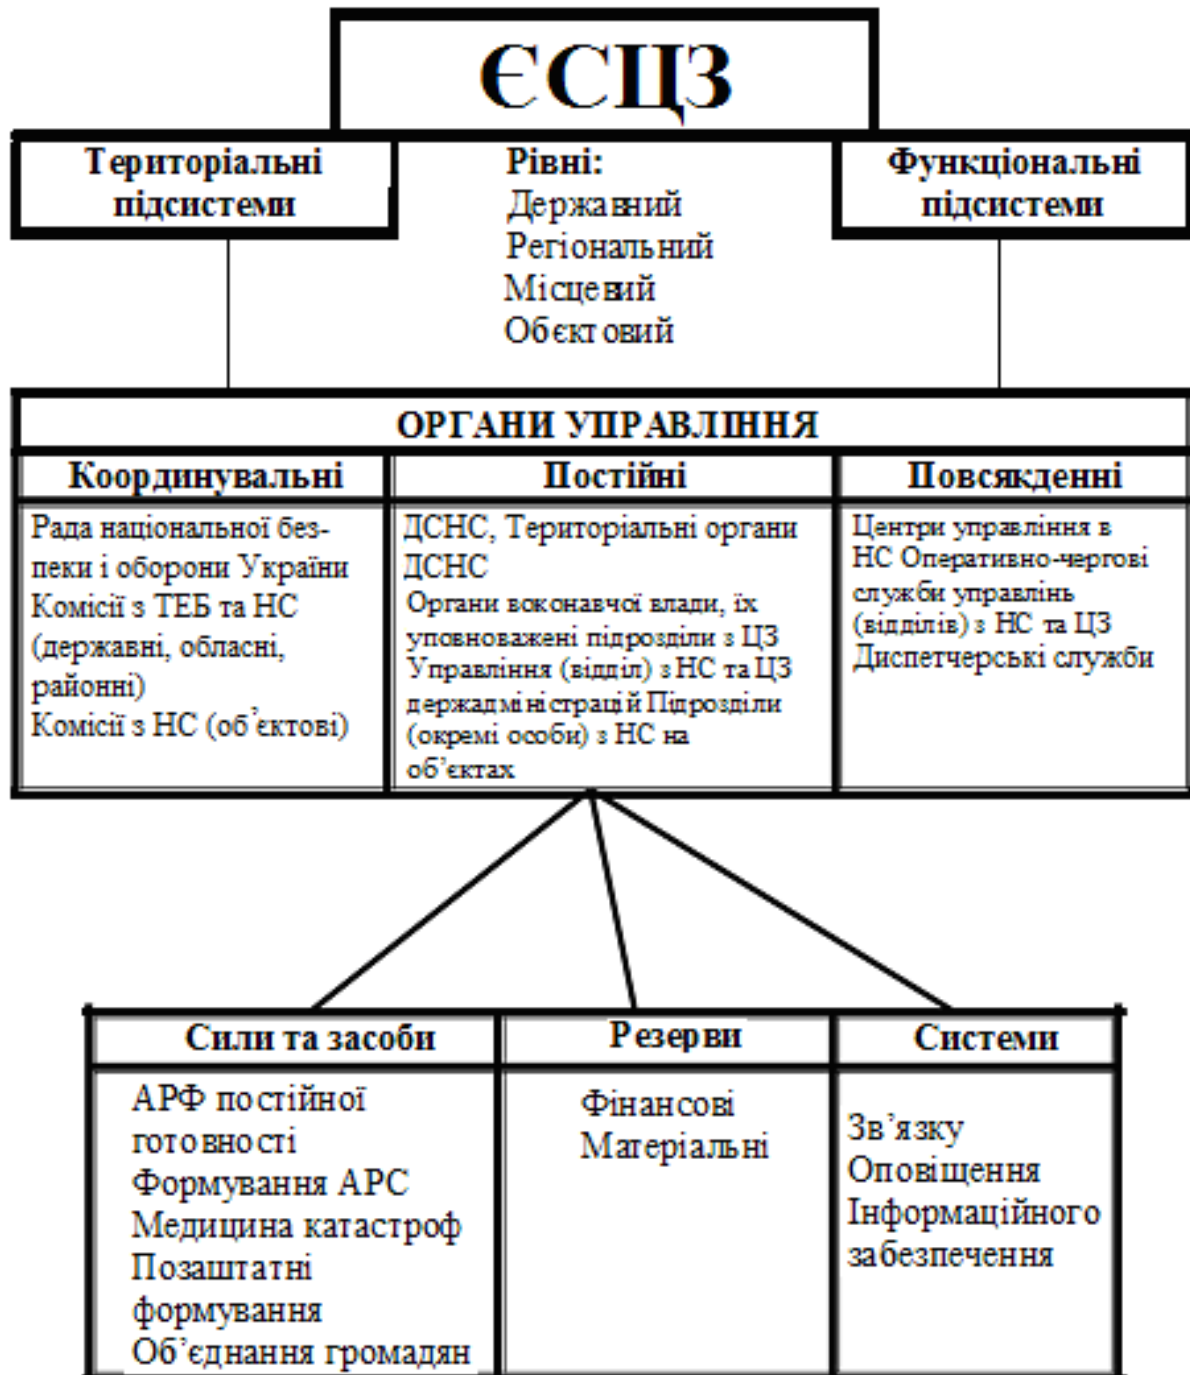 ЄСЦЗ
Територіальні
підсистеми
Рівні:
Державний
Регіональний
Місцевий
Обєктовий
Функціональні
підсистеми
ОРГАНИ УПРАВЛІННЯ
Координувальні
Рада національної без-
пеки і оборони України
Комісії з ТЕБ та НС
(державні, обласні,
районні)
Комісії з НС (об’єктові)
Постійні
ДСНС, Територіальні органи
ДСНС
Органи воконавчої влади, їх
уповноважені підрозділи з ЦЗ
Управління (відділ) з НС та ЦЗ
держадміністрацій Підрозділи
(окремі особи) з НС на
об’єктах
Повсякденні
Центри управління в
НС Оперативно-чергові
служби управлінь
(відділів) з НС та ЦЗ
Диспетчерські служби
Сили та засоби
АРФ постійної
готовності
Формування АРС
Медицина катастроф
Позаштатні
формування
Об’єднання громадян
Резерви
Фінансові
Матеріальні
Системи
Зв’язку
Оповіщення
Інформаційного
забезпечення